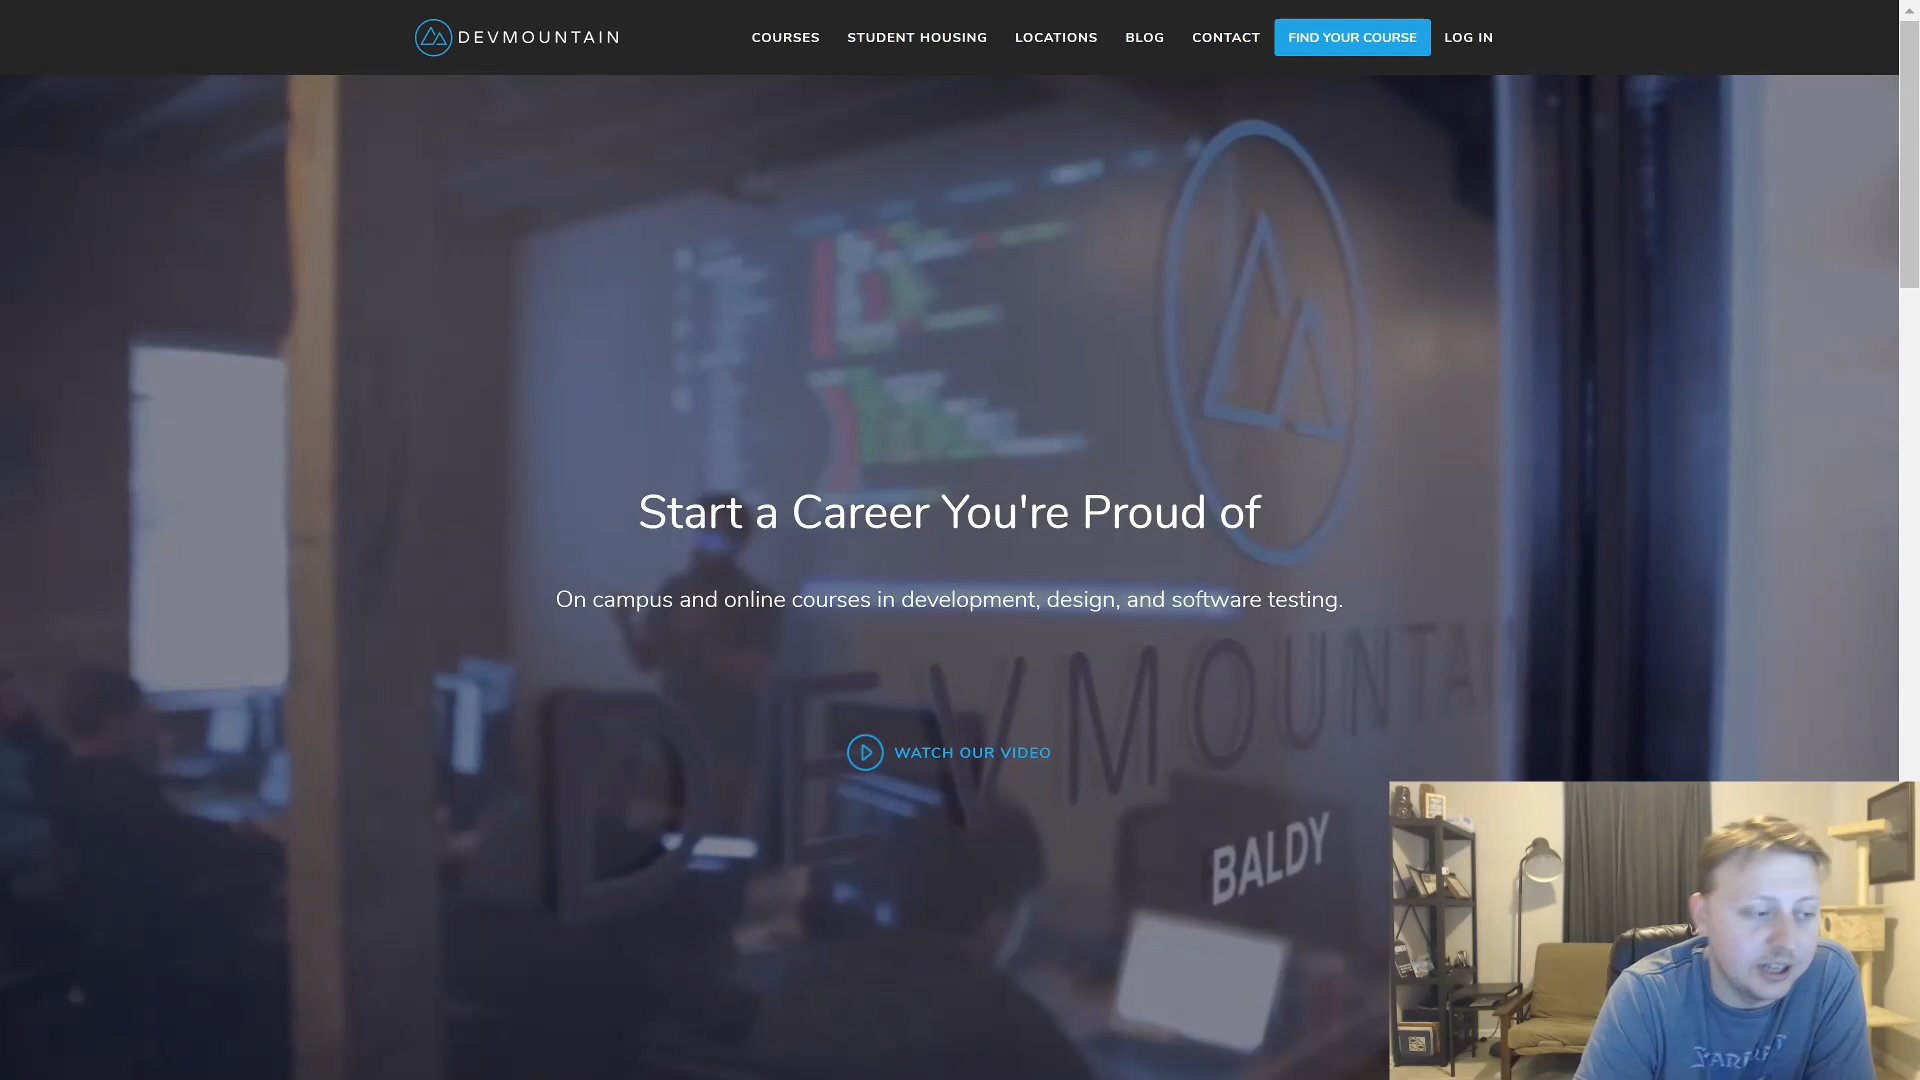 DEVMOUNTAIN
COURSES
STUDENT HOUSING
LOCATIONS
BLOG
CONTACT
FIND YOUR COURSE
LOG IN
Start a Career You're Proud of
On campus and online courses in development, design, and software testing.
DEVMOUNTA
WATCH OUR VIDEO
BALDY